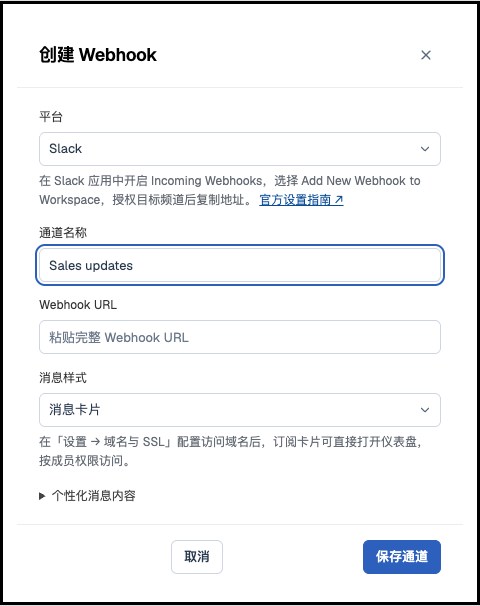 创建 Webhook
平台
Slack
在 Slack 应用中开启 Incoming Webhooks，选择 Add New Webhook to
Workspace，授权目标频道后复制地址。 官方设置指南 ↗
通道名称
Sales updates
Webhook URL
粘贴完整 Webhook URL
消息样式
消息卡片
在「设置 → 域名与 SSL」配置访问域名后，订阅卡片可直接打开仪表盘，
按成员权限访问。
个性化消息内容
取消
保存通道